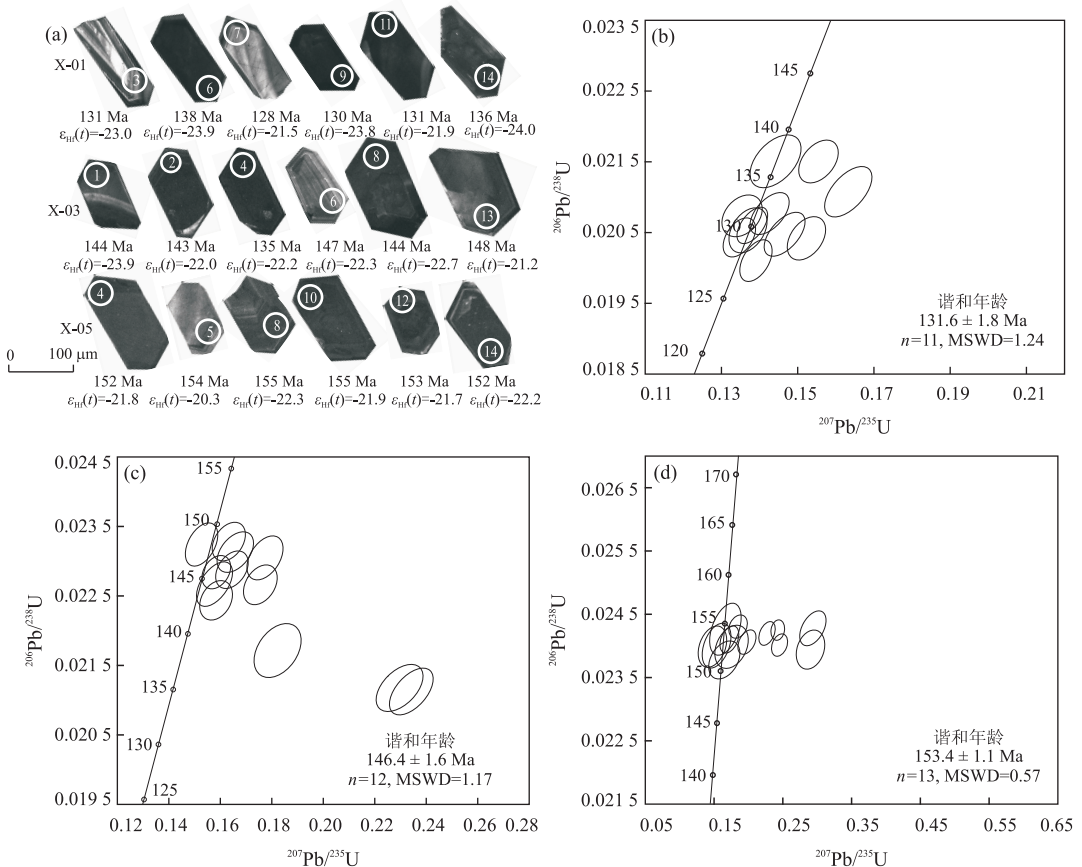 (a)
3 6 7 9 11 14
X-01
131 Ma 138 Ma 128 Ma 130 Ma 131 Ma 136 Ma
εHf(t)=-23.0 εHf(t)=-23.9 εHf(t)=-21.5 εHf(t)=-23.8 εHf(t)=-21.9 εHf(t)=-24.0
1 2 4 6 8 13
X-03
144 Ma 143 Ma 135 Ma 147 Ma 144 Ma 148 Ma
εHf(t)=-23.9 εHf(t)=-22.0 εHf(t)=-22.2 εHf(t)=-22.3 εHf(t)=-22.7 εHf(t)=-21.2
4 5 8 10 12 14
X-05
0 100 μm
152 Ma 154 Ma 155 Ma 155 Ma 153 Ma 152 Ma
εHf(t)=-21.8 εHf(t)=-20.3 εHf(t)=-22.3 εHf(t)=-21.9 εHf(t)=-21.7 εHf(t)=-22.2
(b)
0.023 5
0.022 5
0.021 5
0.020 5
0.019 5
0.018 5
206Pb/238U
145
140
135
130
125
120
谐和年龄
131.6 ± 1.8 Ma
n=11, MSWD=1.24
0.11 0.13 0.15 0.17 0.19 0.21
207Pb/235U
(c)
0.024 5
0.023 5
0.022 5
0.021 5
0.020 5
0.019 5
206Pb/238U
155
150
145
140
135
130
125
谐和年龄
146.4 ± 1.6 Ma
n=12, MSWD=1.17
0.12 0.14 0.16 0.18 0.20 0.22 0.24 0.26 0.28
207Pb/235U
(d)
0.026 5
0.025 5
0.024 5
0.023 5
0.022 5
0.021 5
206Pb/238U
170
165
160
155
150
145
140
谐和年龄
153.4 ± 1.1 Ma
n=13, MSWD=0.57
0.05 0.15 0.25 0.35 0.45 0.55 0.65
207Pb/235U